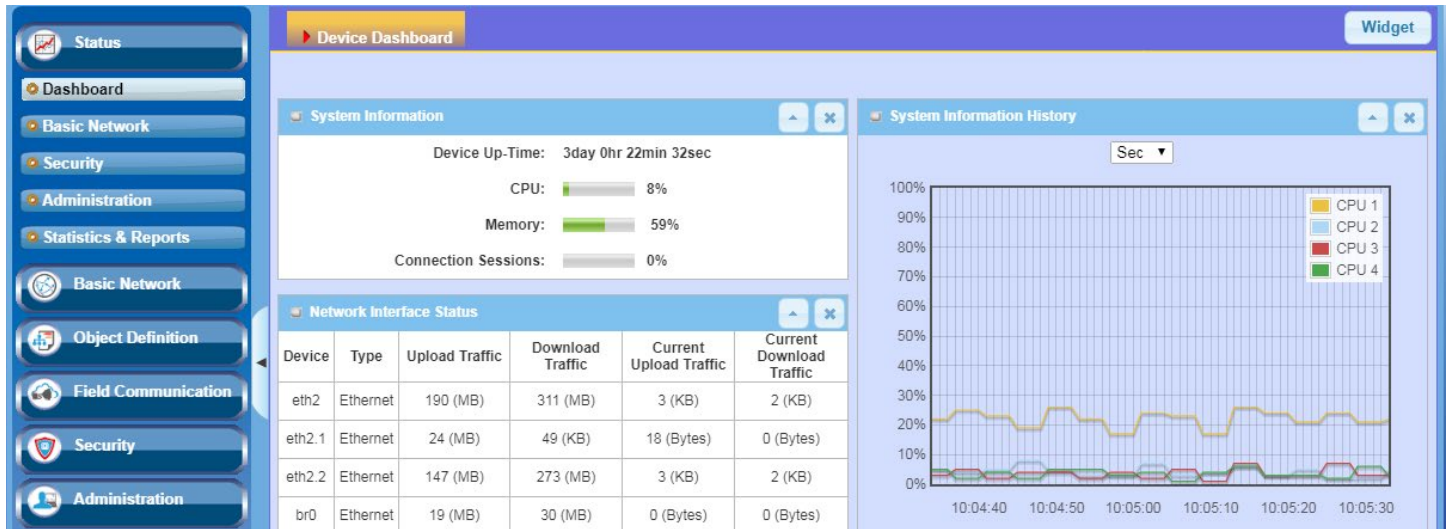 Status
Dashboard
Basic Network
Security
Administration
Statistics & Reports
Basic Network
Object Definition
Field Communication
Security
Administration
Device Dashboard
Widget
System Information
Device Up-Time: 3day 0hr 22min 32sec
CPU: 8%
Memory: 59%
Connection Sessions: 0%
Network Interface Status
Device Type Upload Traffic Download Traffic Current Upload Traffic Current Download Traffic
eth2 Ethernet 190 (MB) 311 (MB) 3 (KB) 2 (KB)
eth2.1 Ethernet 24 (MB) 49 (KB) 18 (Bytes) 0 (Bytes)
eth2.2 Ethernet 147 (MB) 273 (MB) 3 (KB) 2 (KB)
br0 Ethernet 19 (MB) 30 (MB) 0 (Bytes) 0 (Bytes)
System Information History
Sec
100%
90%
80%
70%
60%
50%
40%
30%
20%
10%
0%
CPU 1
CPU 2
CPU 3
CPU 4
10:04:40 10:04:50 10:05:00 10:05:10 10:05:20 10:05:30